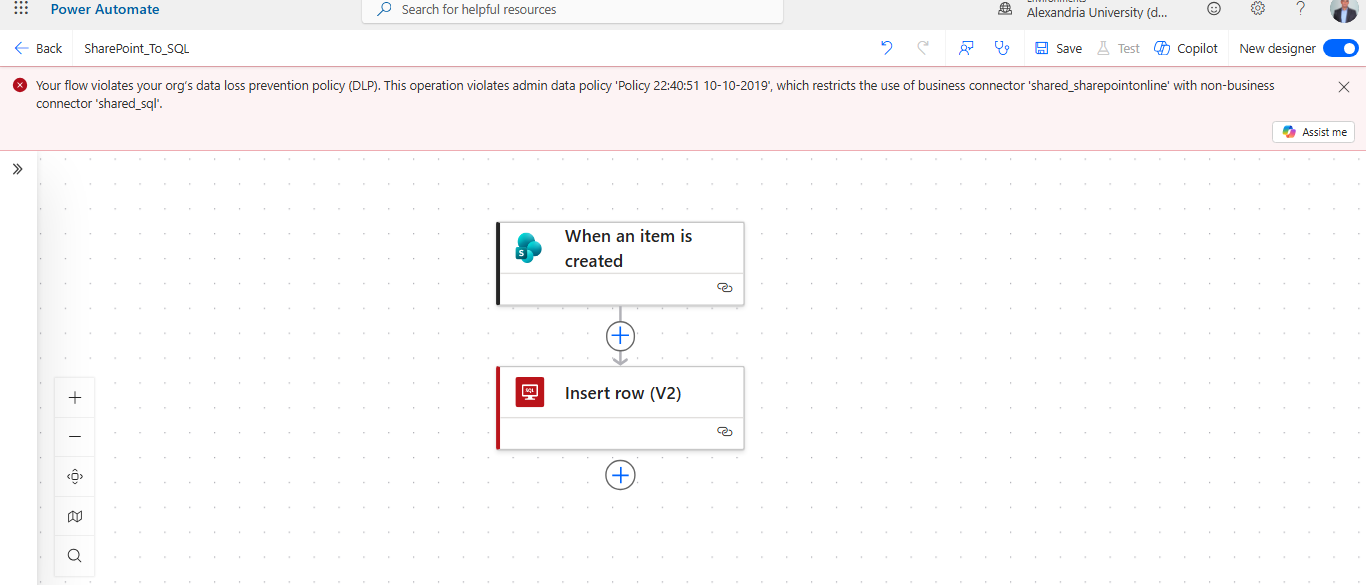 Power Automate
Search for helpful resources
Environments
Alexandria University (d...
Back
SharePoint_To_SQL
Save
Test
Copilot
New designer
Your flow violates your org's data loss prevention policy (DLP). This operation violates admin data policy 'Policy 22:40:51 10-10-2019', which restricts the use of business connector 'shared_sharepointonline' with non-business
connector 'shared_sql'.
Assist me
When an item is
created
SQL
Insert row (V2)